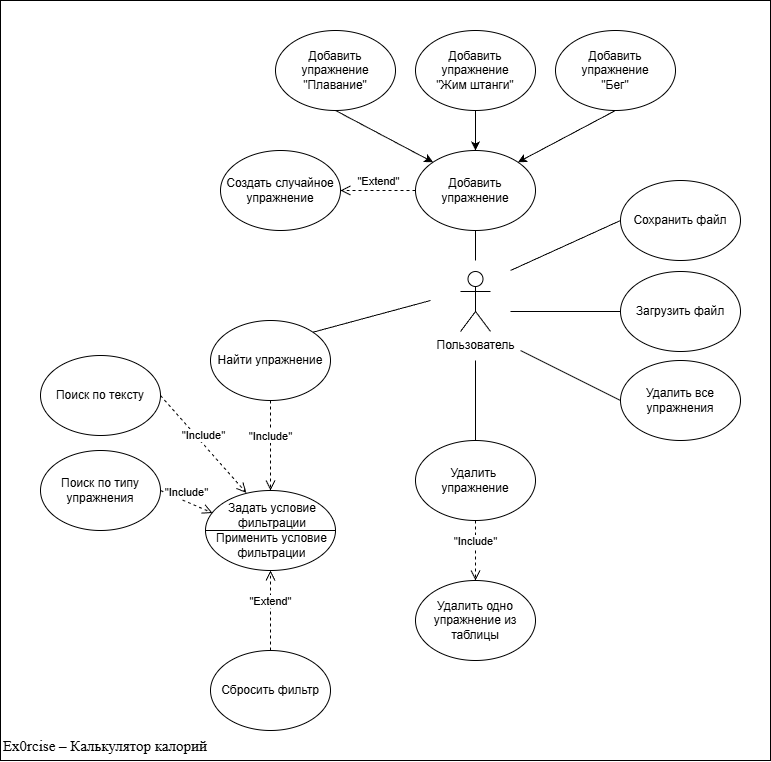 Добавить
упражнение
"Плавание"
Добавить
упражнение
"Жим штанги"
Добавить
упражнение
"Бег"
Создать случайное
упражнение
"Extend"
Добавить
упражнение
Сохранить файл
Загрузить файл
Пользователь
Найти упражнение
Удалить все
упражнения
Поиск по тексту
"Include"
"Include"
Поиск по типу
упражнения
"Include"
Удалить
упражнение
Задать условие
фильтрации
Применить условие
фильтрации
"Include"
"Extend"
Удалить одно
упражнение из
таблицы
Сбросить фильтр
Ex0rcise – Калькулятор калорий